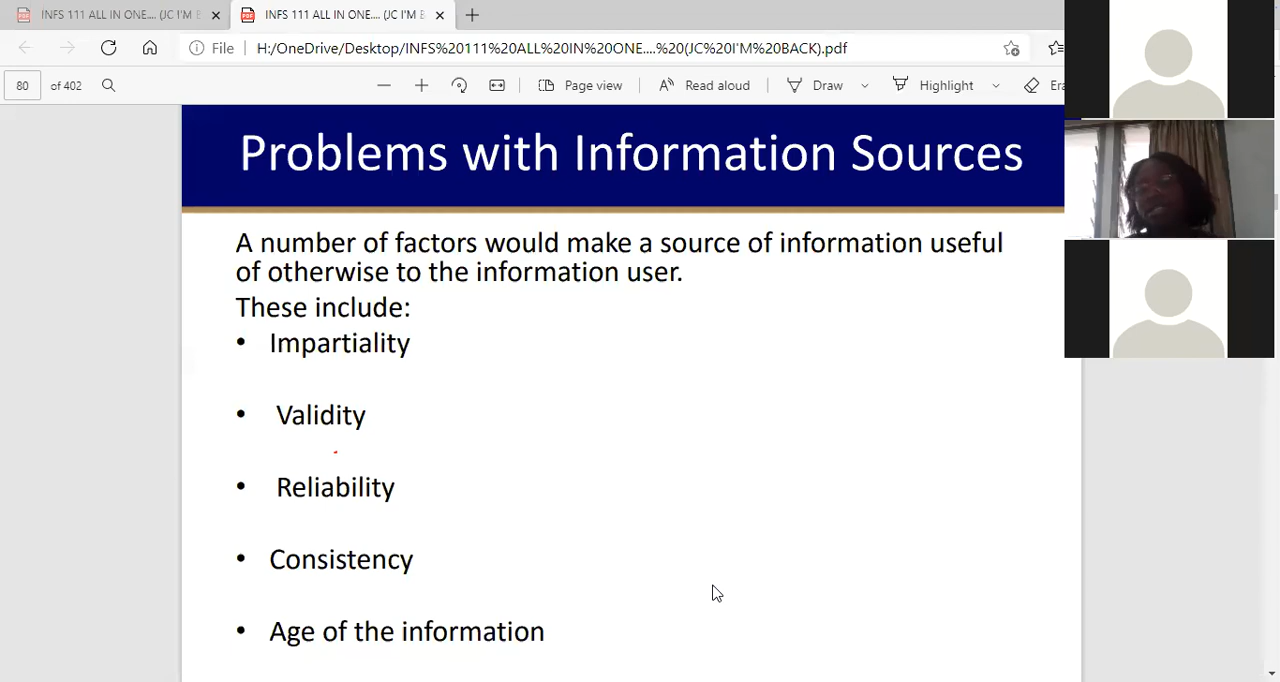 INFS 111 ALL IN ONE.... (JC I'M B
INFS 111 ALL IN ONE.... (JC I'M B
File H:/OneDrive/Desktop/INFS%20111%20ALL%20IN%20ONE....%20(JC%20I'M%20BACK).pdf
80 of 402 Page view Read aloud Draw Highlight Era
Problems with Information Sources
A number of factors would make a source of information useful
of otherwise to the information user.
These include:
• Impartiality
• Validity
• Reliability
• Consistency
• Age of the information